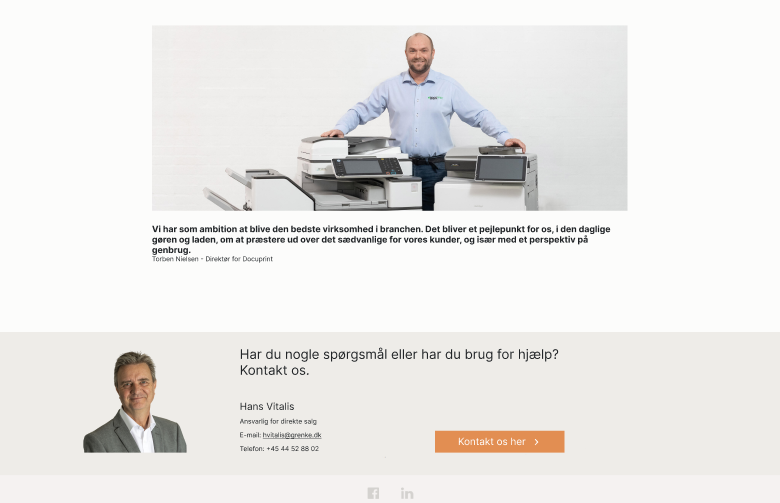 Vi har som ambition at blive den bedste virksomhed i branchen. Det bliver et pejlepunkt for os, i den daglige
gøren og laden, om at præstere ud over det sædvanlige for vores kunder, og især med et perspektiv på
genbrug.
Torben Nielsen - Direktør for Docuprint
Har du nogle spørgsmål eller har du brug for hjælp?
Kontakt os.
Hans Vitalis
Ansvarlig for direkte salg
E-mail: hvitalis@grenke.dk
Telefon: +45 44 52 88 02
Kontakt os her